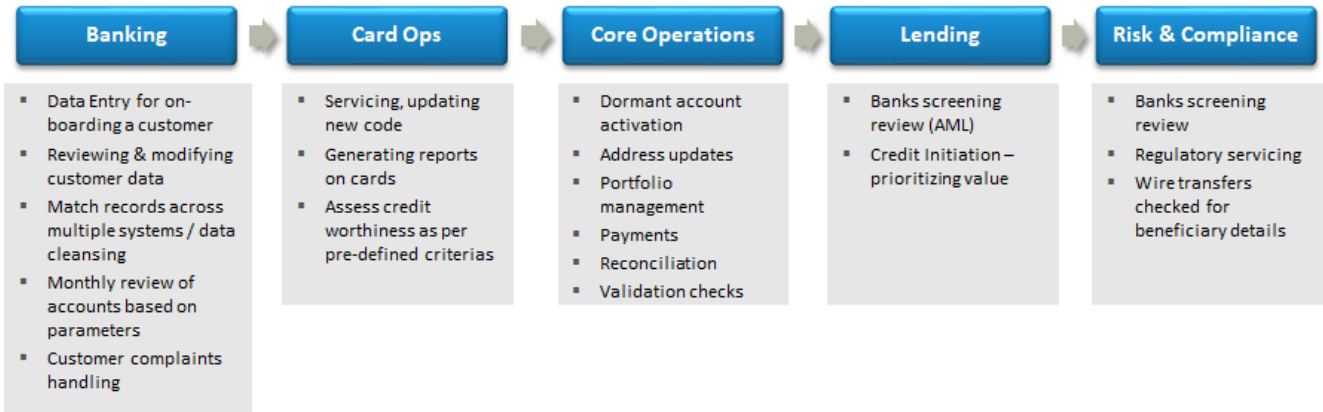 Banking
Card Ops
Core Operations
Lending
Risk & Compliance
▪ Data Entry for on-
boarding a customer
▪ Reviewing & modifying
customer data
▪ Match records across
multiple systems / data
cleansing
▪ Monthly review of
accounts based on
parameters
▪ Customer complaints
handling
▪ Servicing, updating
new code
▪ Generating reports
on cards
▪ Assess credit
worthiness as per
pre-defined criterias
▪ Dormant account
activation
▪ Address updates
▪ Portfolio
management
▪ Payments
▪ Reconciliation
▪ Validation checks
▪ Banks screening
review (AML)
▪ Credit Initiation –
prioritizing value
▪ Banks screening
review
▪ Regulatory servicing
▪ Wire transfers
checked for
beneficiary details